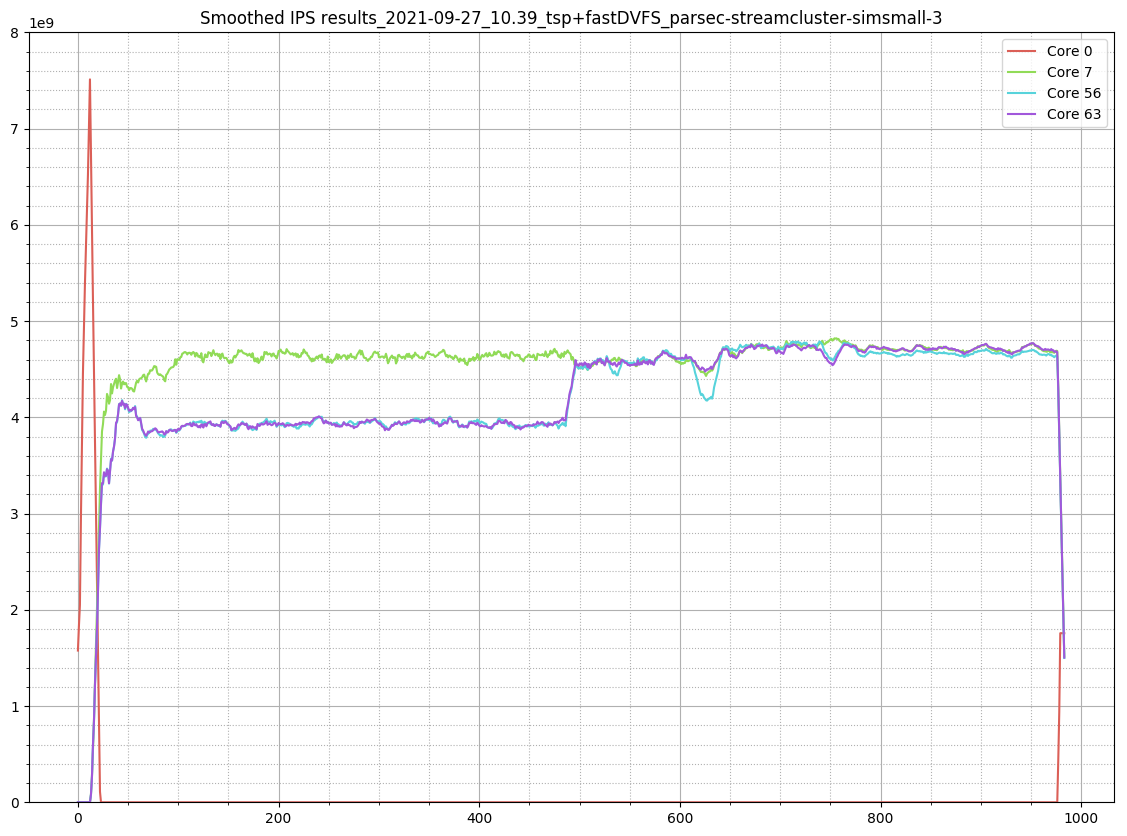 Smoothed IPS results_2021-09-27_10.39_tsp+fastDVFS_parsec-streamcluster-simsmall-3
1e9
8
7
6
5
4
3
2
1
0
0 200 400 600 800 1000
Core 0
Core 7
Core 56
Core 63